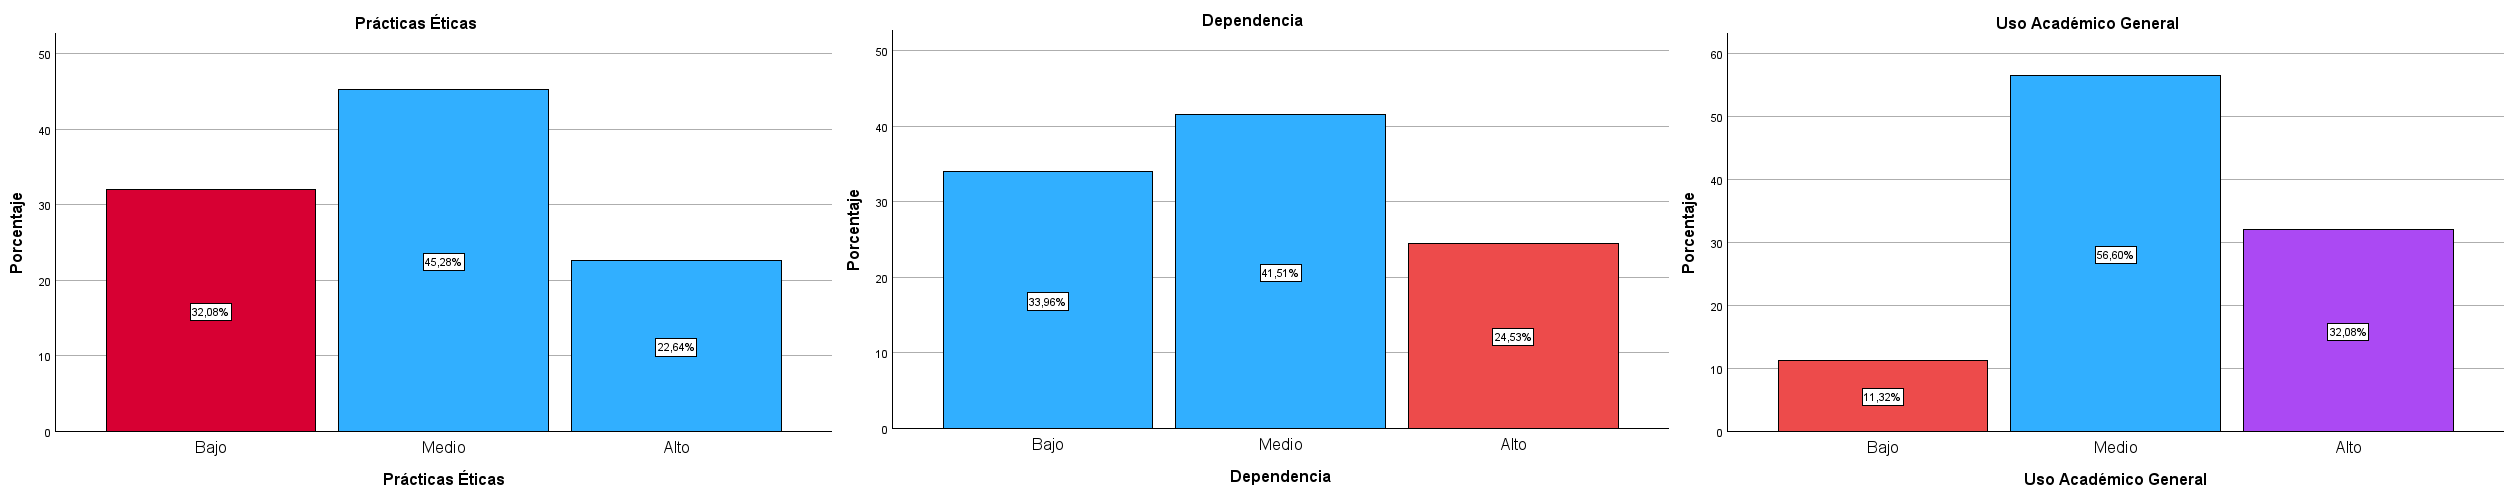 Prácticas Éticas
Porcentaje
50
40
30
20
10
0
32,08%
45,28%
22,64%
Bajo Medio Alto
Prácticas Éticas
Dependencia
Porcentaje
50
40
30
20
10
0
33,96%
41,51%
24,53%
Bajo Medio Alto
Dependencia
Uso Académico General
Porcentaje
60
50
40
30
20
10
0
11,32%
56,60%
32,08%
Bajo Medio Alto
Uso Académico General